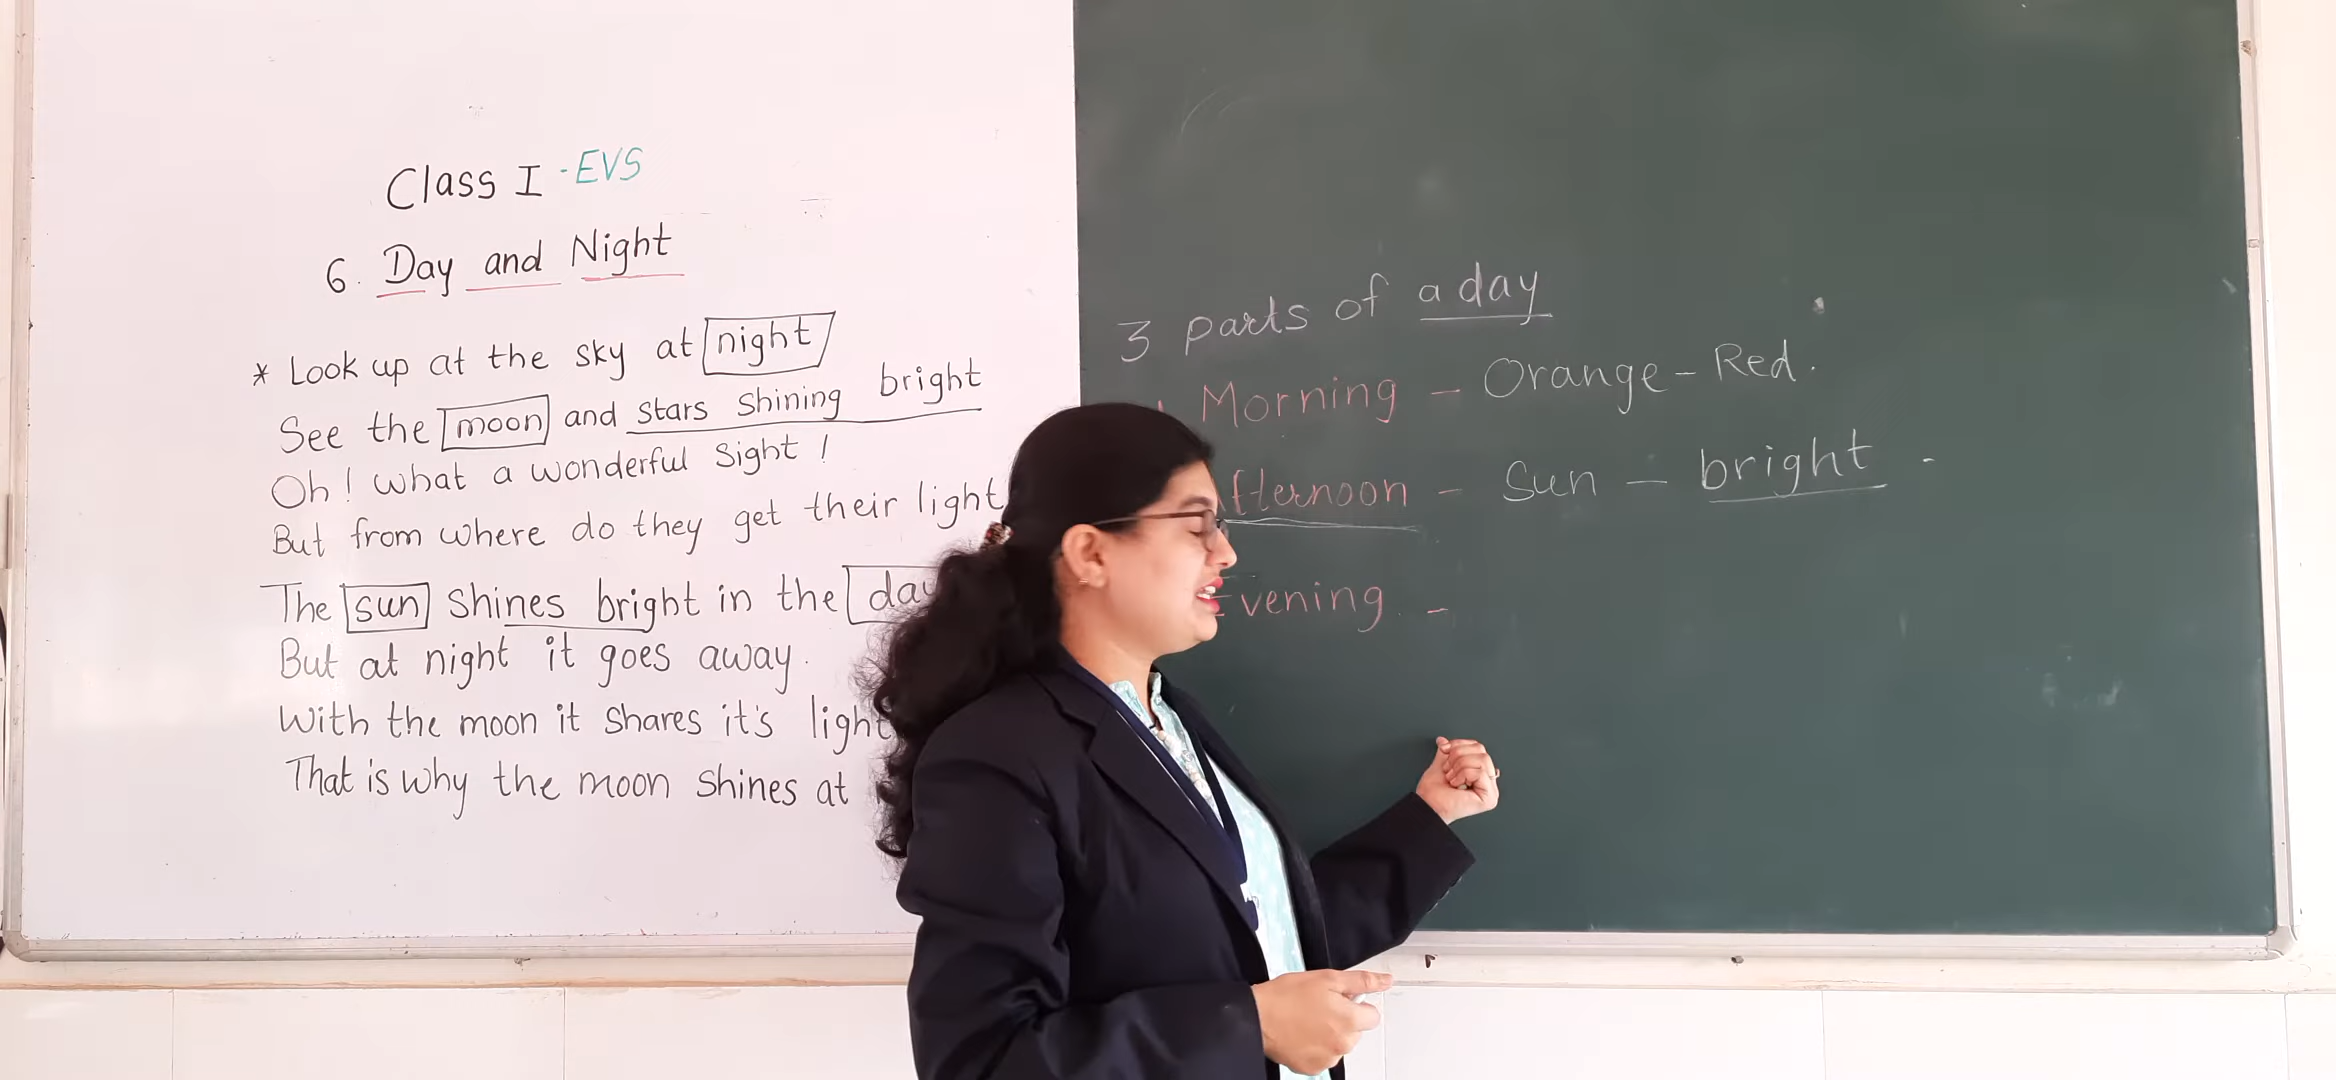 Class I - EVS
6. Day and Night
* Look up at the sky at night
See the moon and stars shining bright
Oh! what a wonderful sight!
But from where do they get their light
The sun shines bright in the day
But at night it goes away.
With the moon it shares it's light
That is why the moon shines at
3 parts of a day
Morning - Orange - Red.
Afternoon - Sun - bright.
Evening -